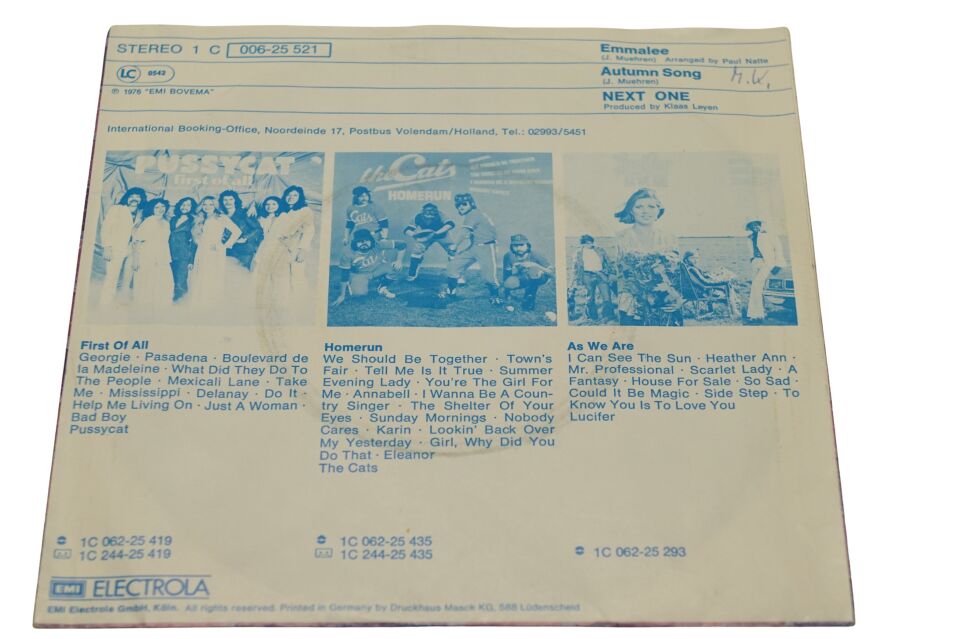 STEREO 1 C 006-25 521
LC 0542
℗ 1976 "EMI BOVEMA"
Emmalee
(J. Muehren) Arranged by Paul Natte
Autumn Song
(J. Muehren)
M.K.
NEXT ONE
Produced by Klaas Leyen
International Booking-Office, Noordeinde 17, Postbus Volendam/Holland, Tel.: 02993/5451
PUSSYCAT
first of all
the Cats
HOMERUN
Cats
First Of All
Georgie · Pasadena · Boulevard de
la Madeleine · What Did They Do To
The People · Mexicali Lane · Take
Me · Mississippi · Delanay · Do It ·
Help Me Living On · Just A Woman ·
Bad Boy
Pussycat
Homerun
We Should Be Together · Town's
Fair · Tell Me Is It True · Summer
Evening Lady · You're The Girl For
Me · Annabell · I Wanna Be A Coun-
try Singer · The Shelter Of Your
Eyes · Sunday Mornings · Nobody
Cares · Karin · Lookin' Back Over
My Yesterday · Girl, Why Did You
Do That · Eleanor
The Cats
As We Are
I Can See The Sun · Heather Ann ·
Mr. Professional · Scarlet Lady · A
Fantasy · House For Sale · So Sad ·
Could It Be Magic · Side Step · To
Know You Is To Love You
Lucifer
1C 062-25 419
1C 244-25 419
1C 062-25 435
1C 244-25 435
1C 062-25 293
EMI ELECTROLA
EMI Electrola GmbH, Köln. All rights reserved. Printed in Germany by Druckhaus Maack KG, 588 Lüdenscheid